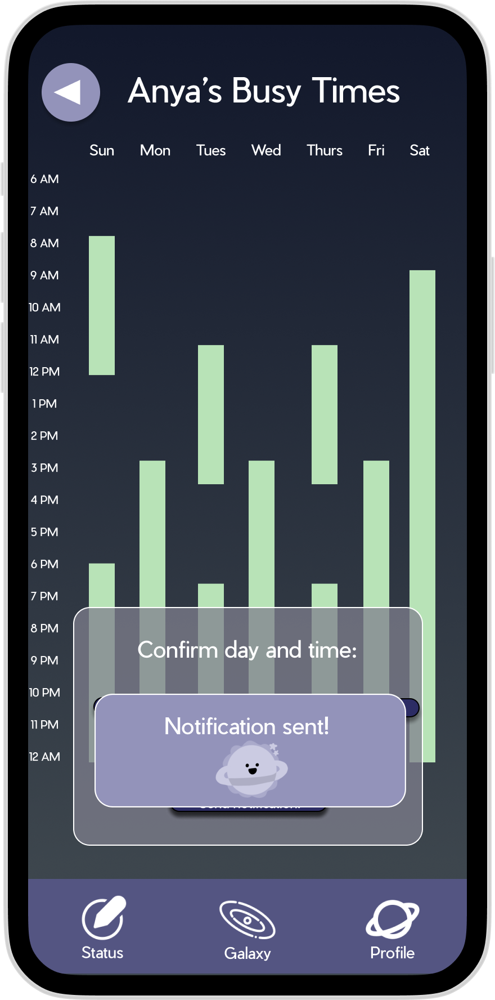 Anya's Busy Times
Sun Mon Tues Wed Thurs Fri Sat
6 AM
7 AM
8 AM
9 AM
10 AM
11 AM
12 PM
1 PM
2 PM
3 PM
4 PM
5 PM
6 PM
7 PM
8 PM
Confirm day and time:
9 PM
10 PM
Notification sent!
11 PM
12 AM
Status Galaxy Profile